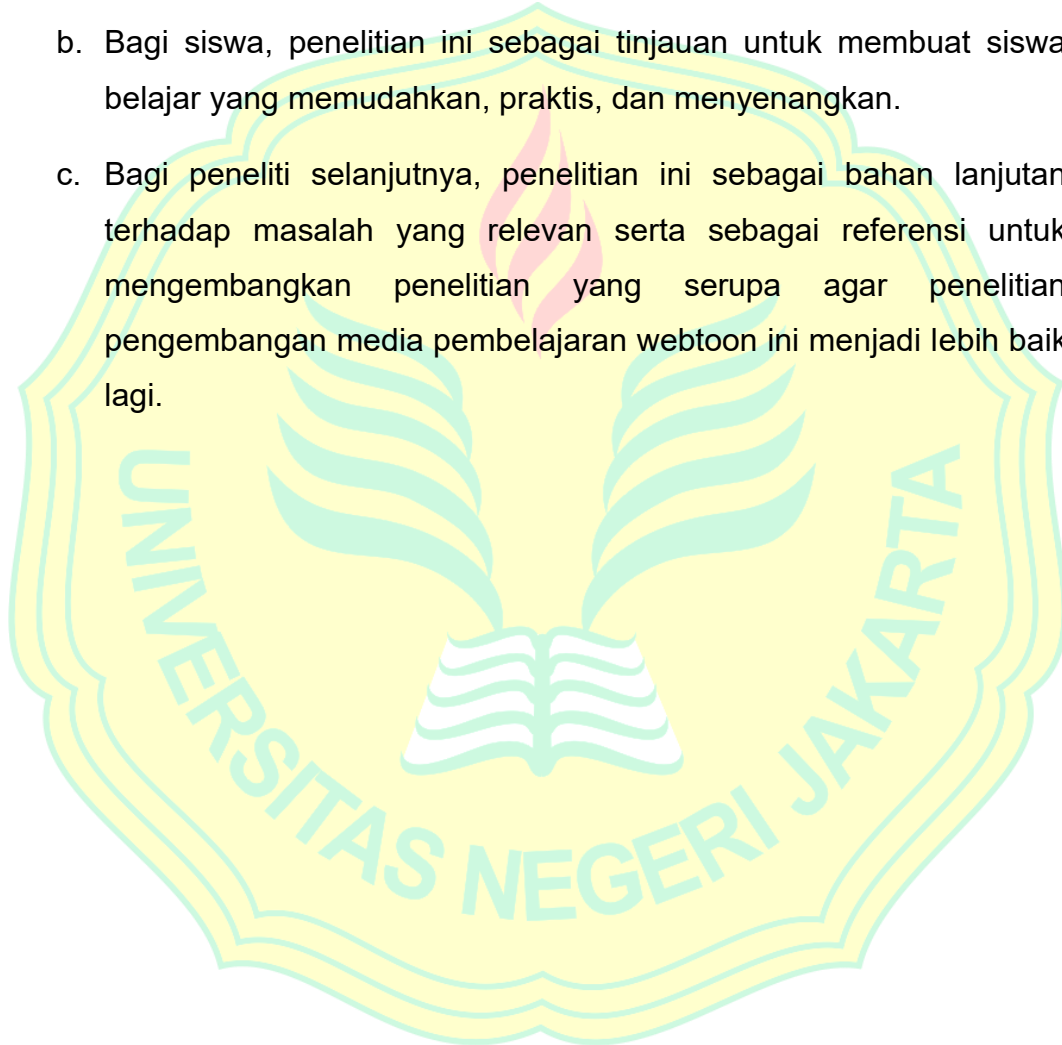 b. Bagi siswa, penelitian ini sebagai tinjauan untuk membuat siswa
belajar yang memudahkan, praktis, dan menyenangkan.
c. Bagi peneliti selanjutnya, penelitian ini sebagai bahan lanjutan
terhadap masalah yang relevan serta sebagai referensi untuk
mengembangkan penelitian yang serupa agar penelitian
pengembangan media pembelajaran webtoon ini menjadi lebih baik
lagi.
UNIVERSITAS NEGERI JAKARTA